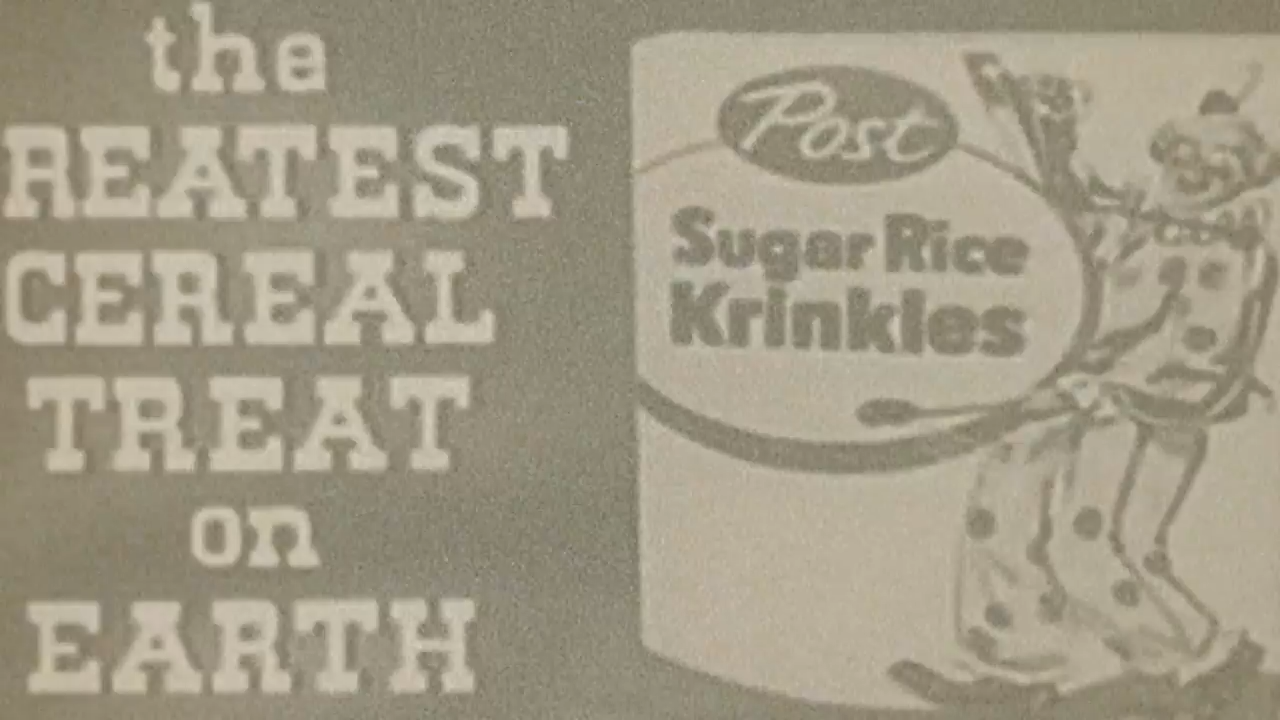 the
REATEST
CEREAL
TREAT
on
EARTH
Post
Sugar Rice
Krinkles